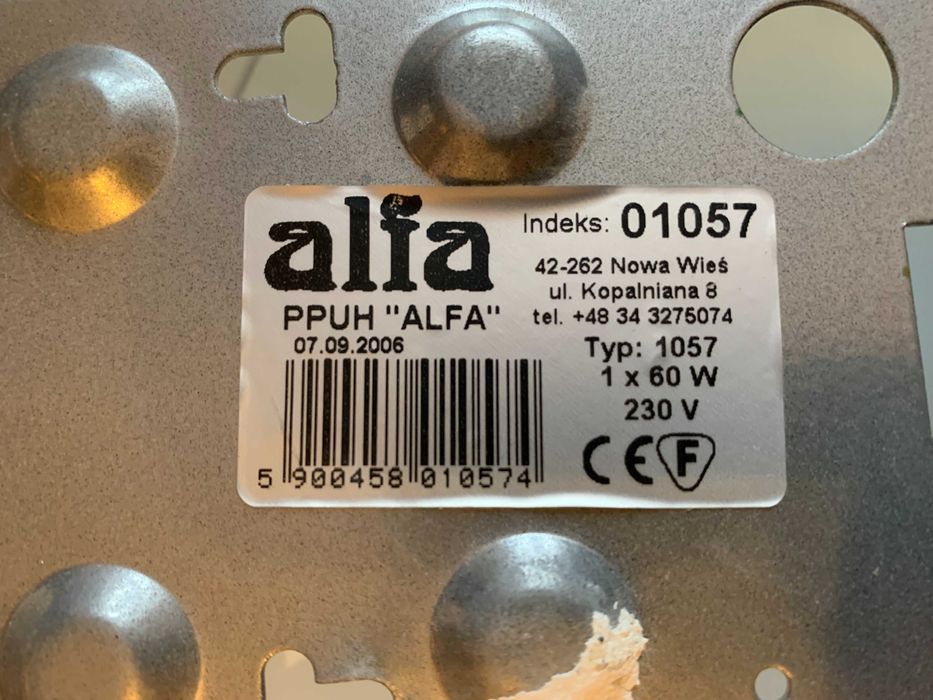 alfa
PPUH "ALFA"
07.09.2006
5 900458 010574
Indeks: 01057
42-262 Nowa Wieś
ul. Kopalniana 8
tel. +48 34 3275074
Typ: 1057
1 x 60 W
230 V
CE F